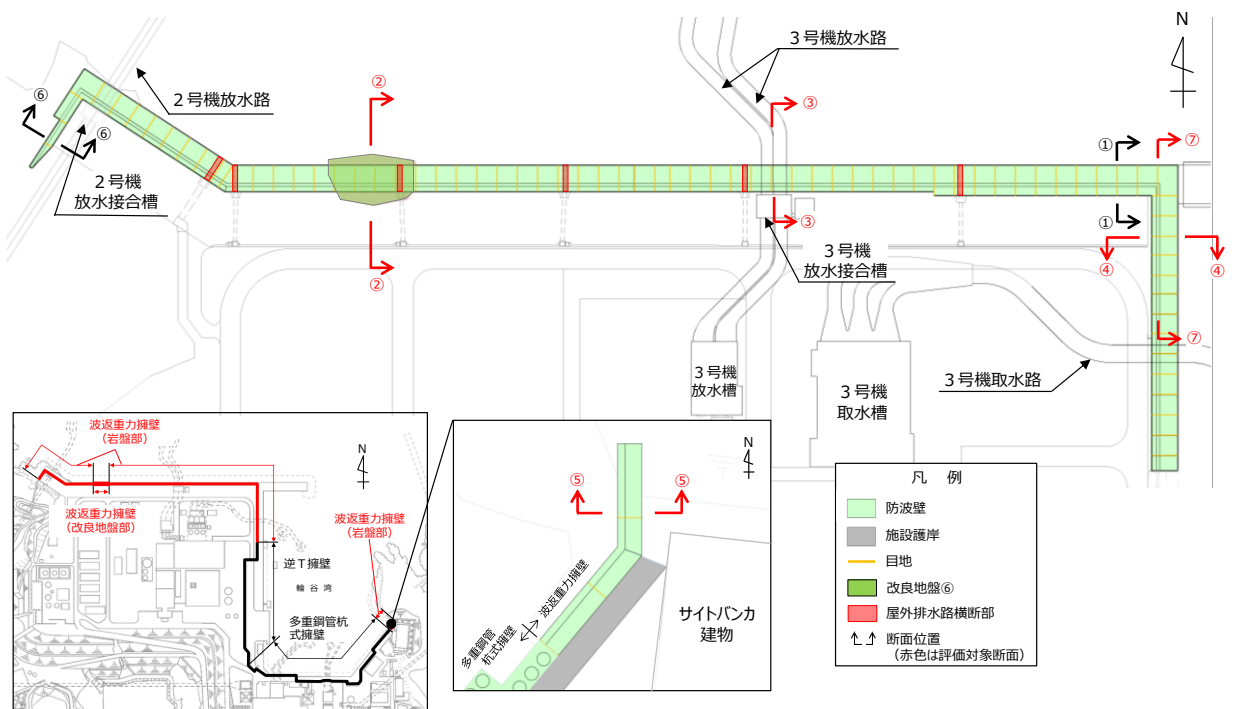 N
3号機放水路
2号機放水路
②
③
⑥
⑥
①
⑦
2号機
放水接合槽
①
③
④
④
②
3号機
放水接合槽
⑦
3号機
放水槽
3号機
取水槽
3号機取水路
波返重力擁壁
(岩盤部)
N
波返重力擁壁
(改良地盤部)
波返重力擁壁
(岩盤部)
逆T擁壁
輪谷湾
多重鋼管杭
式擁壁
N
⑤
⑤
波返重力擁壁
多重鋼管
杭式擁壁
サイトバンカ
建物
凡 例
防波壁
施設護岸
目地
改良地盤⑥
屋外排水路横断部
断面位置
(赤色は評価対象断面)